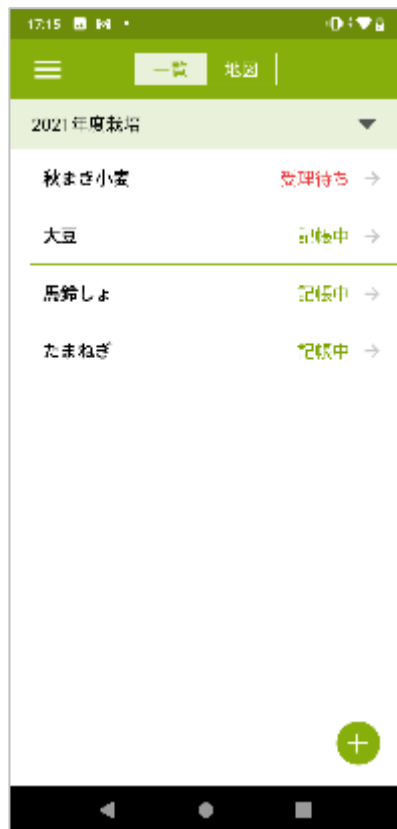 17:15
一覧 地図
2021年度栽培
秋まき小麦 受理待ち
大豆 記帳中
馬鈴しょ 記帳中
たまねぎ 記帳中